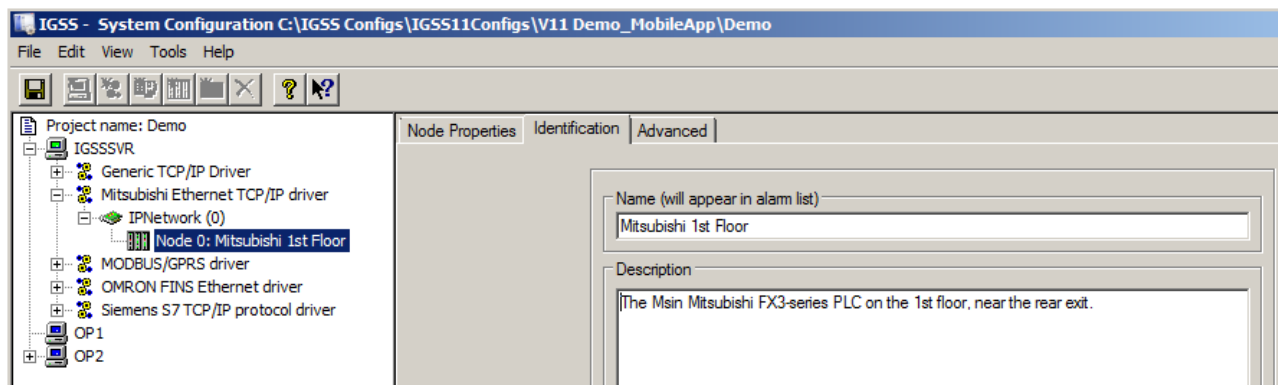 IGSS - System Configuration C:\IGSS Configs\IGSS11Configs\V11 Demo_MobileApp\Demo
File Edit View Tools Help
Project name: Demo
IGSSSVR
Generic TCP/IP Driver
Mitsubishi Ethernet TCP/IP driver
IPNetwork (0)
Node 0: Mitsubishi 1st Floor
MODBUS/GPRS driver
OMRON FINS Ethernet driver
Siemens S7 TCP/IP protocol driver
OP1
OP2
Node Properties Identification Advanced
Name (will appear in alarm list)
Mitsubishi 1st Floor
Description
The Msin Mitsubishi FX3-series PLC on the 1st floor, near the rear exit.